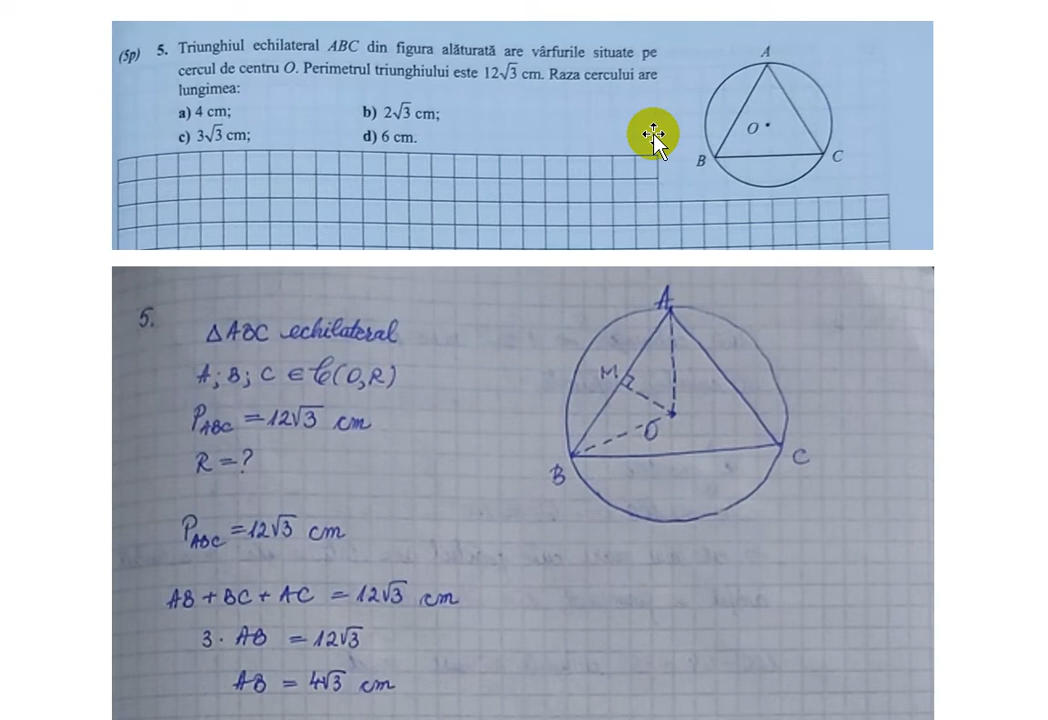 (5p) 5. Triunghiul echilateral ABC din figura alăturată are vârfurile situate pe
cercul de centru O. Perimetrul triunghiului este 12√3 cm. Raza cercului are
lungimea:
a) 4 cm; b) 2√3 cm;
c) 3√3 cm; d) 6 cm.
A
O
B
C
5.
△ABC echilateral
A; B; C ∈ 𝒞(O,R)
P_ABC = 12√3 cm
R = ?
A
M
O
B
C
P_ABC = 12√3 cm
AB + BC + AC = 12√3 cm
3 · AB = 12√3
AB = 4√3 cm